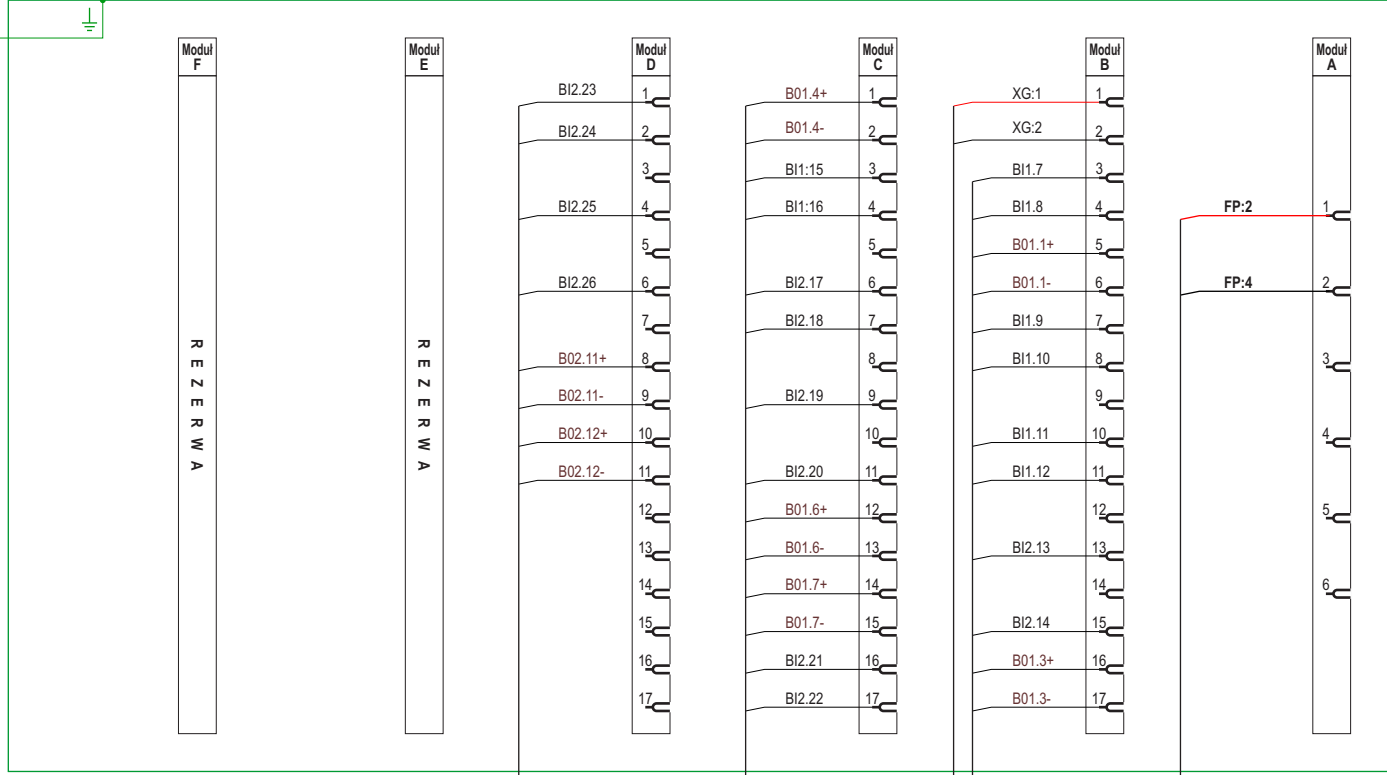 Moduł
F
R E Z E R W A
Moduł
E
R E Z E R W A
Moduł
D
BI2.23 1
BI2.24 2
3
BI2.25 4
5
BI2.26 6
7
B02.11+ 8
B02.11- 9
B02.12+ 10
B02.12- 11
12
13
14
15
16
17
Moduł
C
B01.4+ 1
B01.4- 2
BI1:15 3
BI1:16 4
5
BI2.17 6
BI2.18 7
8
BI2.19 9
10
BI2.20 11
B01.6+ 12
B01.6- 13
B01.7+ 14
B01.7- 15
BI2.21 16
BI2.22 17
Moduł
B
XG:1 1
XG:2 2
BI1.7 3
BI1.8 4
B01.1+ 5
B01.1- 6
BI1.9 7
BI1.10 8
9
BI1.11 10
BI1.12 11
12
BI2.13 13
14
BI2.14 15
B01.3+ 16
B01.3- 17
Moduł
A
FP:2 1
FP:4 2
3
4
5
6